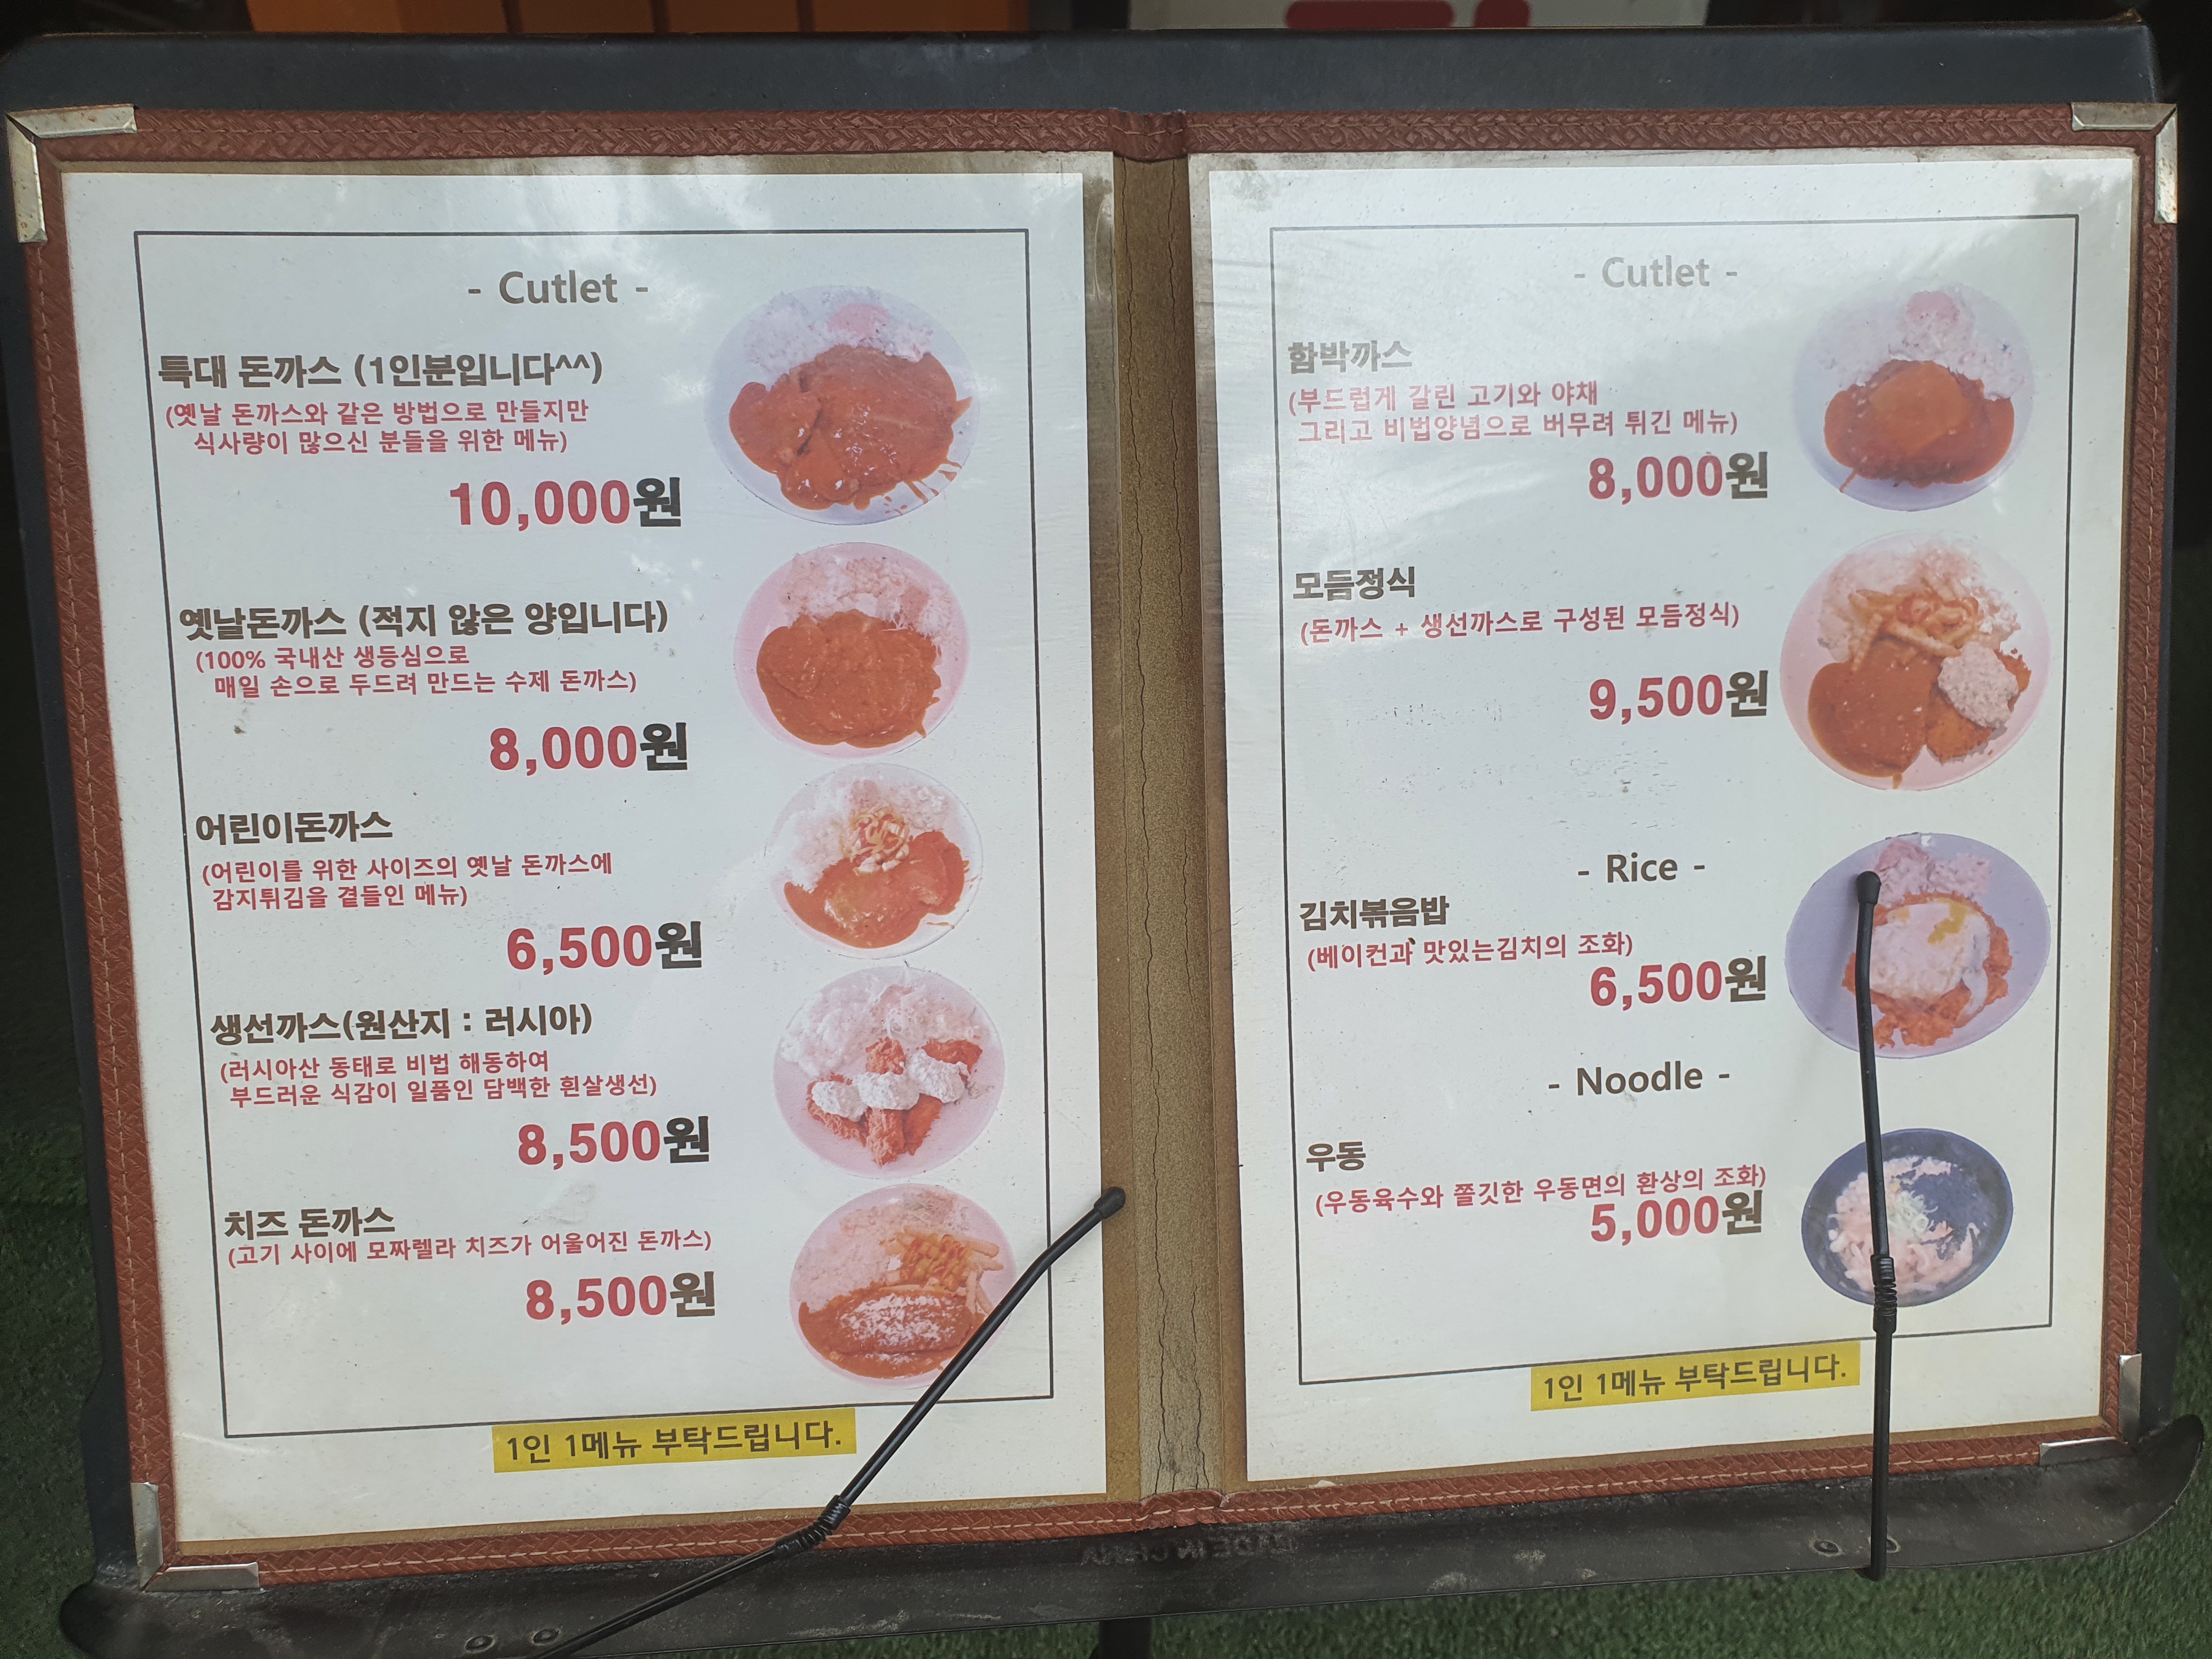 - Cutlet -
특대 돈까스 (1인분입니다^^)
(옛날 돈까스와 같은 방법으로 만들지만
식사량이 많으신 분들을 위한 메뉴)
10,000원
옛날돈까스 (적지 않은 양입니다)
(100% 국내산 생등심으로
매일 손으로 두드려 만드는 수제 돈까스)
8,000원
어린이돈까스
(어린이를 위한 사이즈의 옛날 돈까스에
감지튀김을 곁들인 메뉴)
6,500원
생선까스(원산지 : 러시아)
(러시아산 동태로 비법 해동하여
부드러운 식감이 일품인 담백한 흰살생선)
8,500원
치즈 돈까스
(고기 사이에 모짜렐라 치즈가 어울어진 돈까스)
8,500원
1인 1메뉴 부탁드립니다.
- Cutlet -
함박까스
(부드럽게 갈린 고기와 야채
그리고 비법양념으로 버무려 튀긴 메뉴)
8,000원
모듬정식
(돈까스 + 생선까스로 구성된 모듬정식)
9,500원
- Rice -
김치볶음밥
(베이컨과 맛있는김치의 조화)
6,500원
- Noodle -
우동
(우동육수와 쫄깃한 우동면의 환상의 조화)
5,000원
1인 1메뉴 부탁드립니다.
MADE IN CHINA